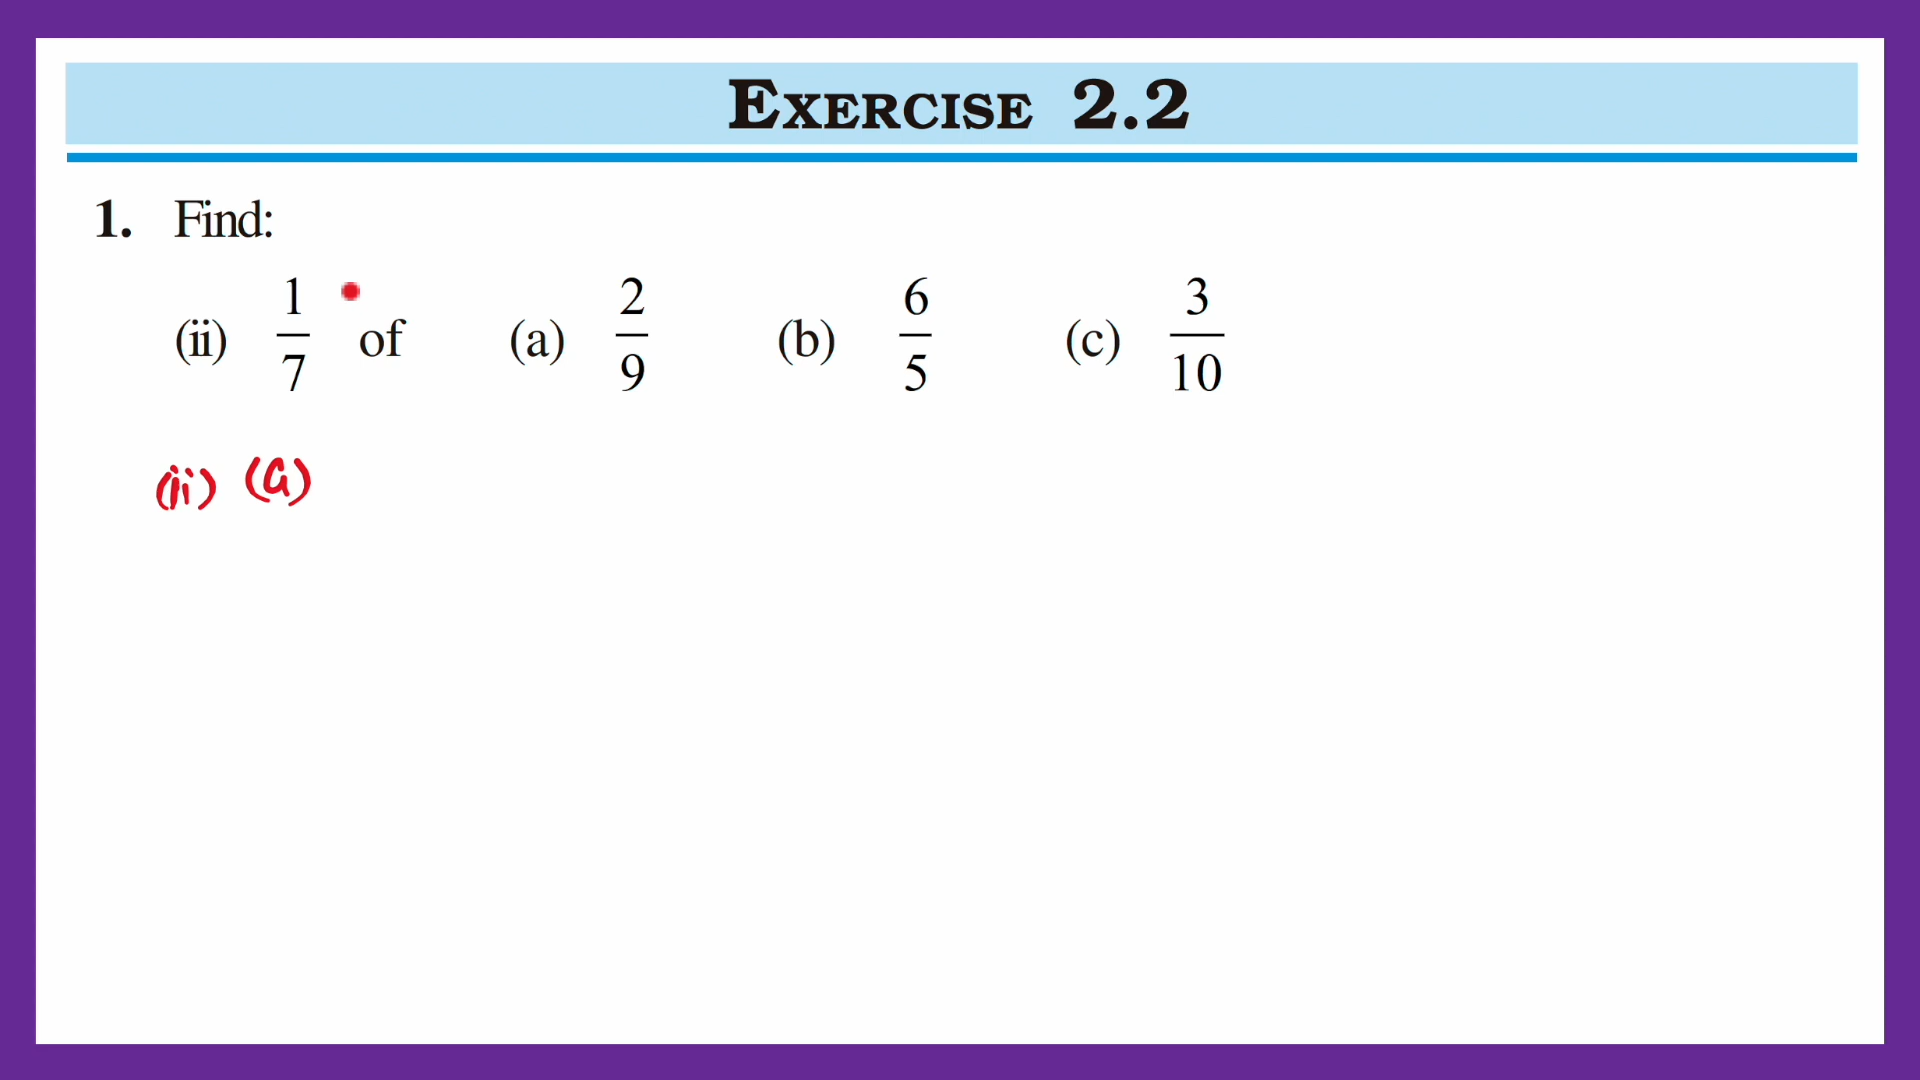 EXERCISE 2.2
1. Find:
(ii) 1/7 of (a) 2/9 (b) 6/5 (c) 3/10
(ii) (a)